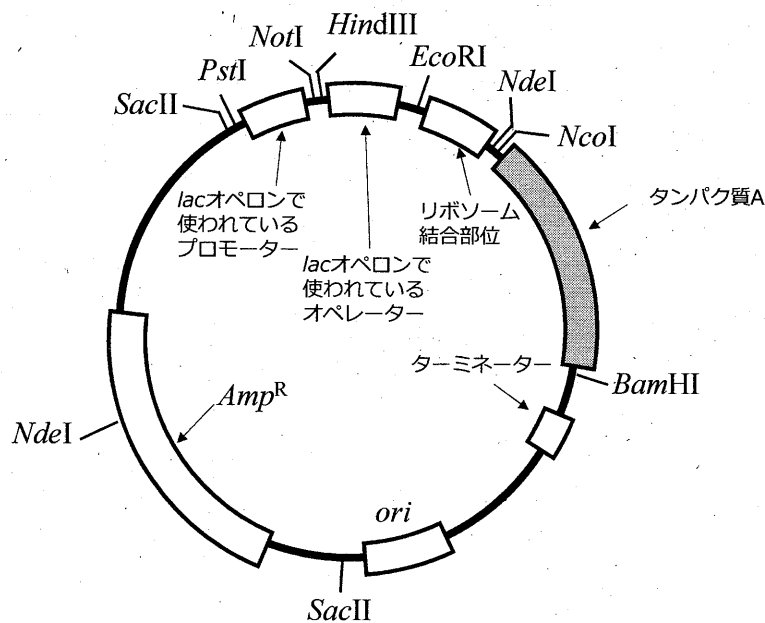 HindIII
NotI
EcoRI
PstI
NdeI
SacII
NcoI
lacオペロンで
使われている
プロモーター
リボソーム
結合部位
タンパク質A
lacオペロンで
使われている
オペレーター
ターミネーター
BamHI
AmpR
NdeI
ori
SacII